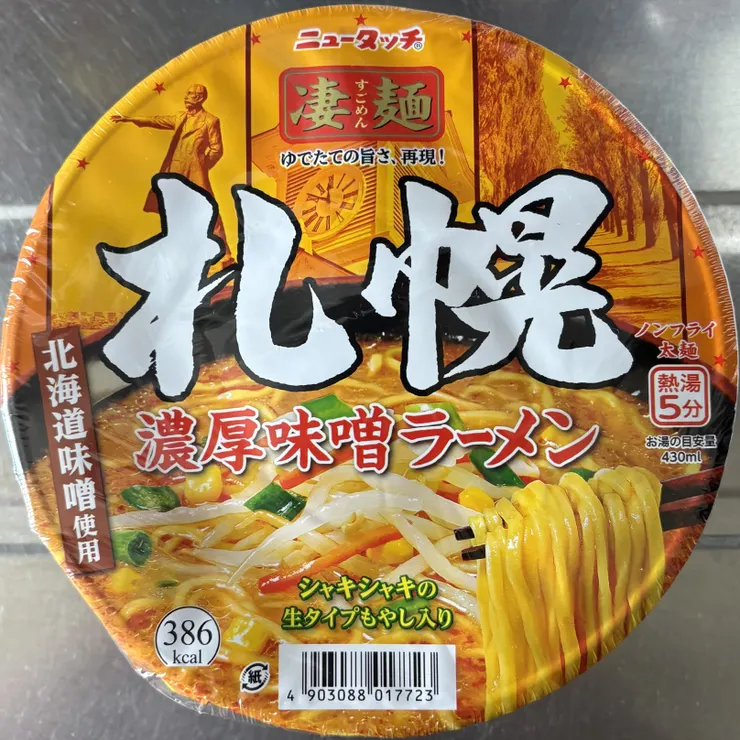 ニュータッチ®
凄麺
すごめん
ゆでたての旨さ、再現!
札幌
ノンフライ
太麺
熱湯
5分
お湯の目安量
430ml
北海道味噌使用
濃厚味噌ラーメン
シャキシャキの
生タイプもやし入り
386
kcal
紙
4 903088 017723